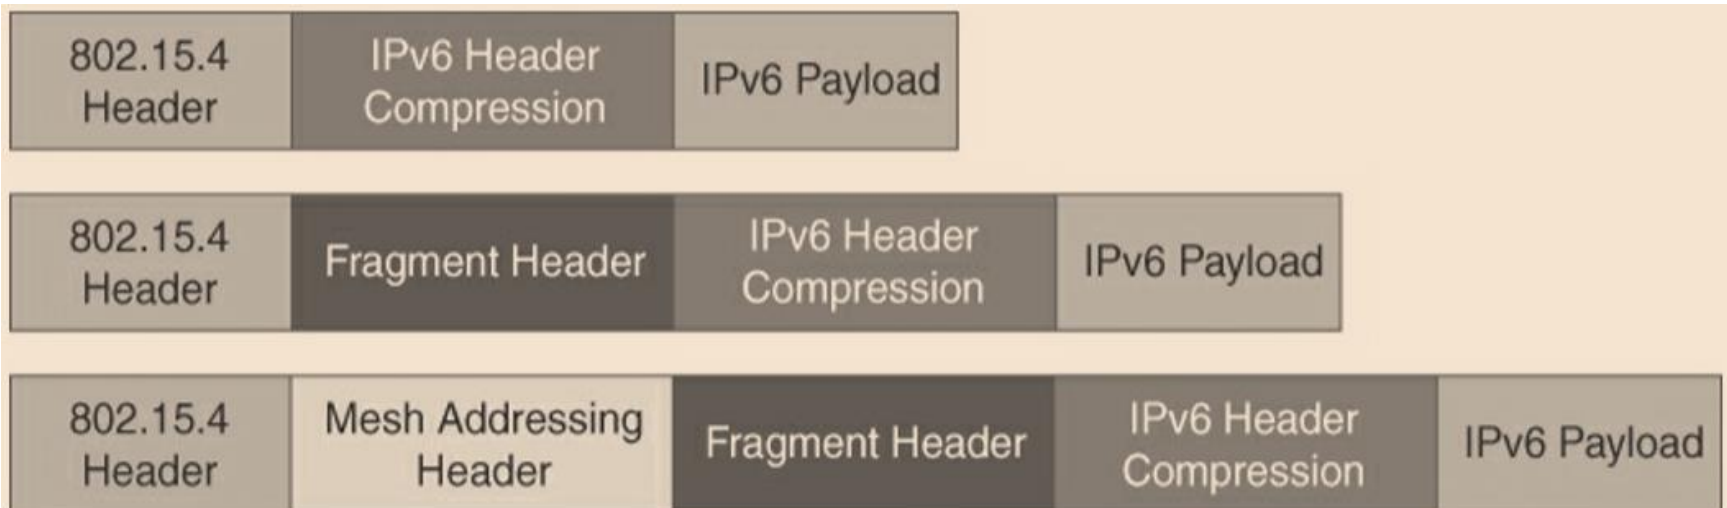 802.15.4
Header
IPv6 Header
Compression
IPv6 Payload
802.15.4
Header
Fragment Header
IPv6 Header
Compression
IPv6 Payload
802.15.4
Header
Mesh Addressing
Header
Fragment Header
IPv6 Header
Compression
IPv6 Payload